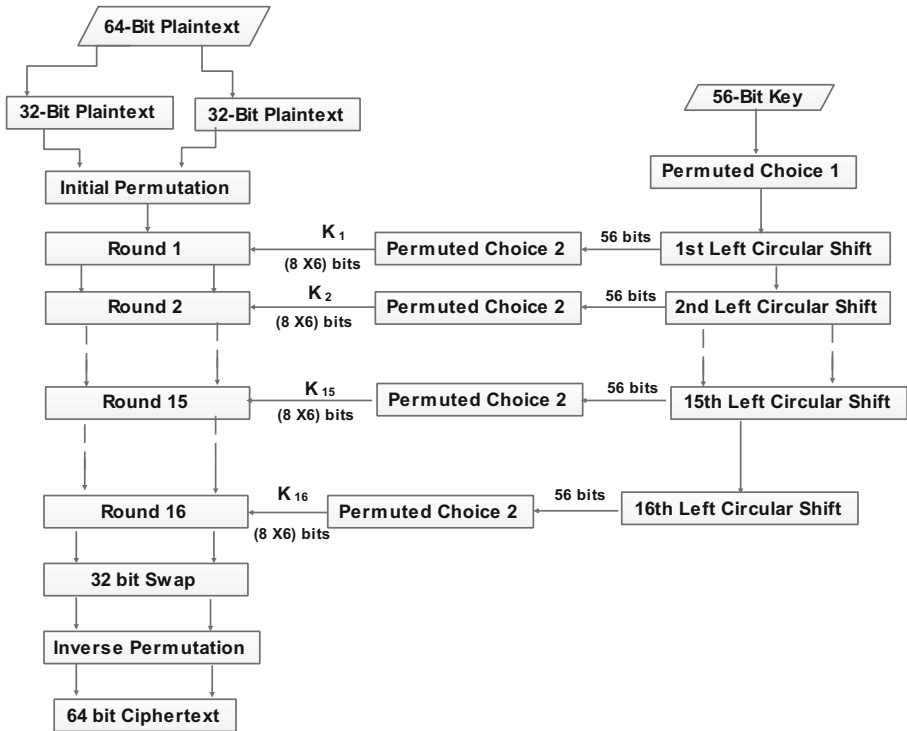 64-Bit Plaintext
32-Bit Plaintext
32-Bit Plaintext
56-Bit Key
Initial Permutation
Permuted Choice 1
Round 1
K 1
(8 X6) bits
Permuted Choice 2
56 bits
1st Left Circular Shift
Round 2
K 2
(8 X6) bits
Permuted Choice 2
56 bits
2nd Left Circular Shift
Round 15
K 15
(8 X6) bits
Permuted Choice 2
56 bits
15th Left Circular Shift
Round 16
K 16
(8 X6) bits
Permuted Choice 2
56 bits
16th Left Circular Shift
32 bit Swap
Inverse Permutation
64 bit Ciphertext